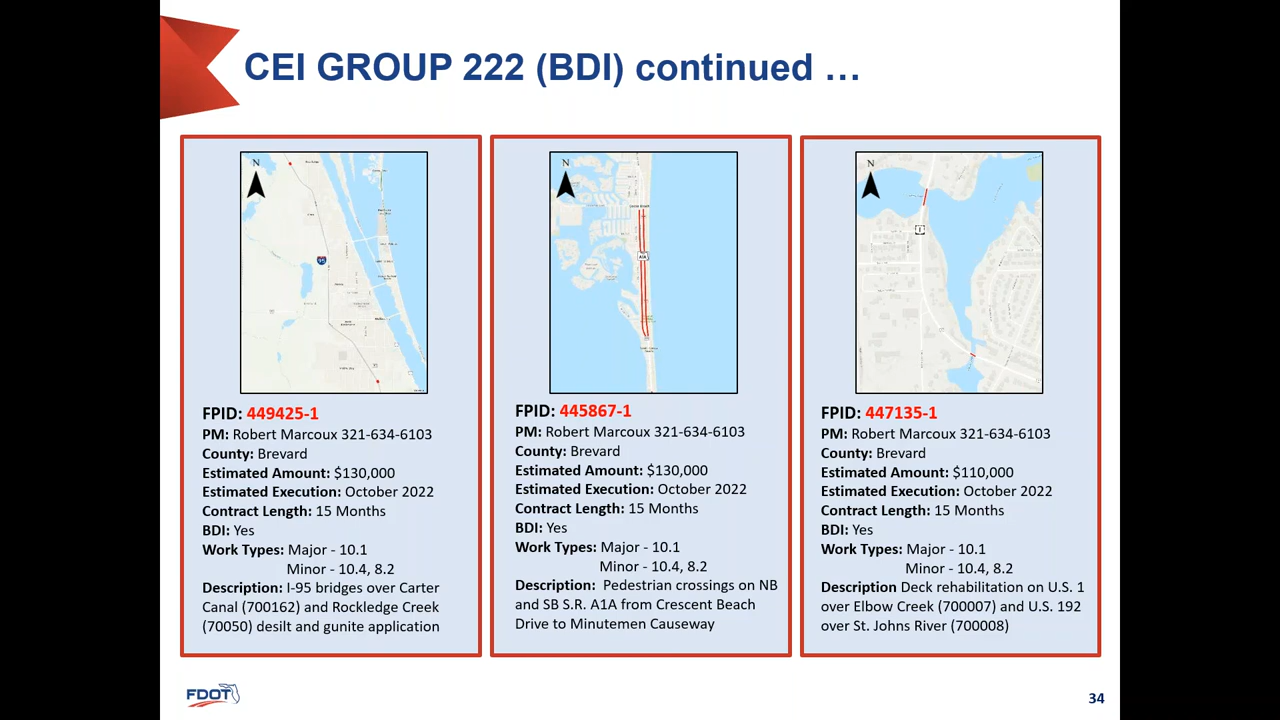 CEI GROUP 222 (BDI) continued …
N
95
FPID: 449425-1
PM: Robert Marcoux 321-634-6103
County: Brevard
Estimated Amount: $130,000
Estimated Execution: October 2022
Contract Length: 15 Months
BDI: Yes
Work Types: Major - 10.1
Minor - 10.4, 8.2
Description: I-95 bridges over Carter
Canal (700162) and Rockledge Creek
(70050) desilt and gunite application
N
A1A
FPID: 445867-1
PM: Robert Marcoux 321-634-6103
County: Brevard
Estimated Amount: $130,000
Estimated Execution: October 2022
Contract Length: 15 Months
BDI: Yes
Work Types: Major - 10.1
Minor - 10.4, 8.2
Description: Pedestrian crossings on NB
and SB S.R. A1A from Crescent Beach
Drive to Minutemen Causeway
N
1
FPID: 447135-1
PM: Robert Marcoux 321-634-6103
County: Brevard
Estimated Amount: $110,000
Estimated Execution: October 2022
Contract Length: 15 Months
BDI: Yes
Work Types: Major - 10.1
Minor - 10.4, 8.2
Description Deck rehabilitation on U.S. 1
over Elbow Creek (700007) and U.S. 192
over St. Johns River (700008)
FDOT
34